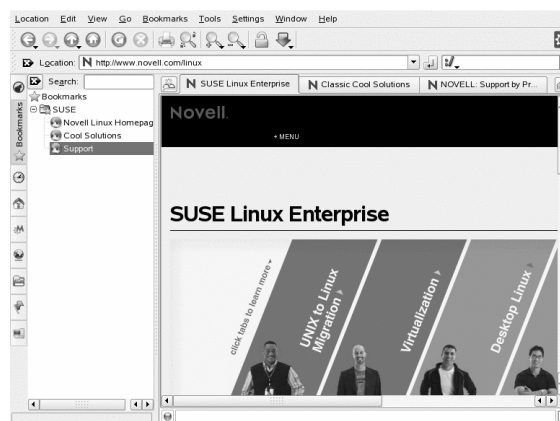 Location Edit View Go Bookmarks Tools Settings Window Help
Location: N http://www.novell.com/linux
Search:
N SUSE Linux Enterprise
N Classic Cool Solutions
N NOVELL: Support by Pr...
Bookmarks
Bookmarks
SUSE
Novell Linux Homepag
Cool Solutions
Support
Novell.
+ MENU
SUSE Linux Enterprise
click tabs to learn more
UNIX to Linux
Migration
Virtualization
Desktop Linux